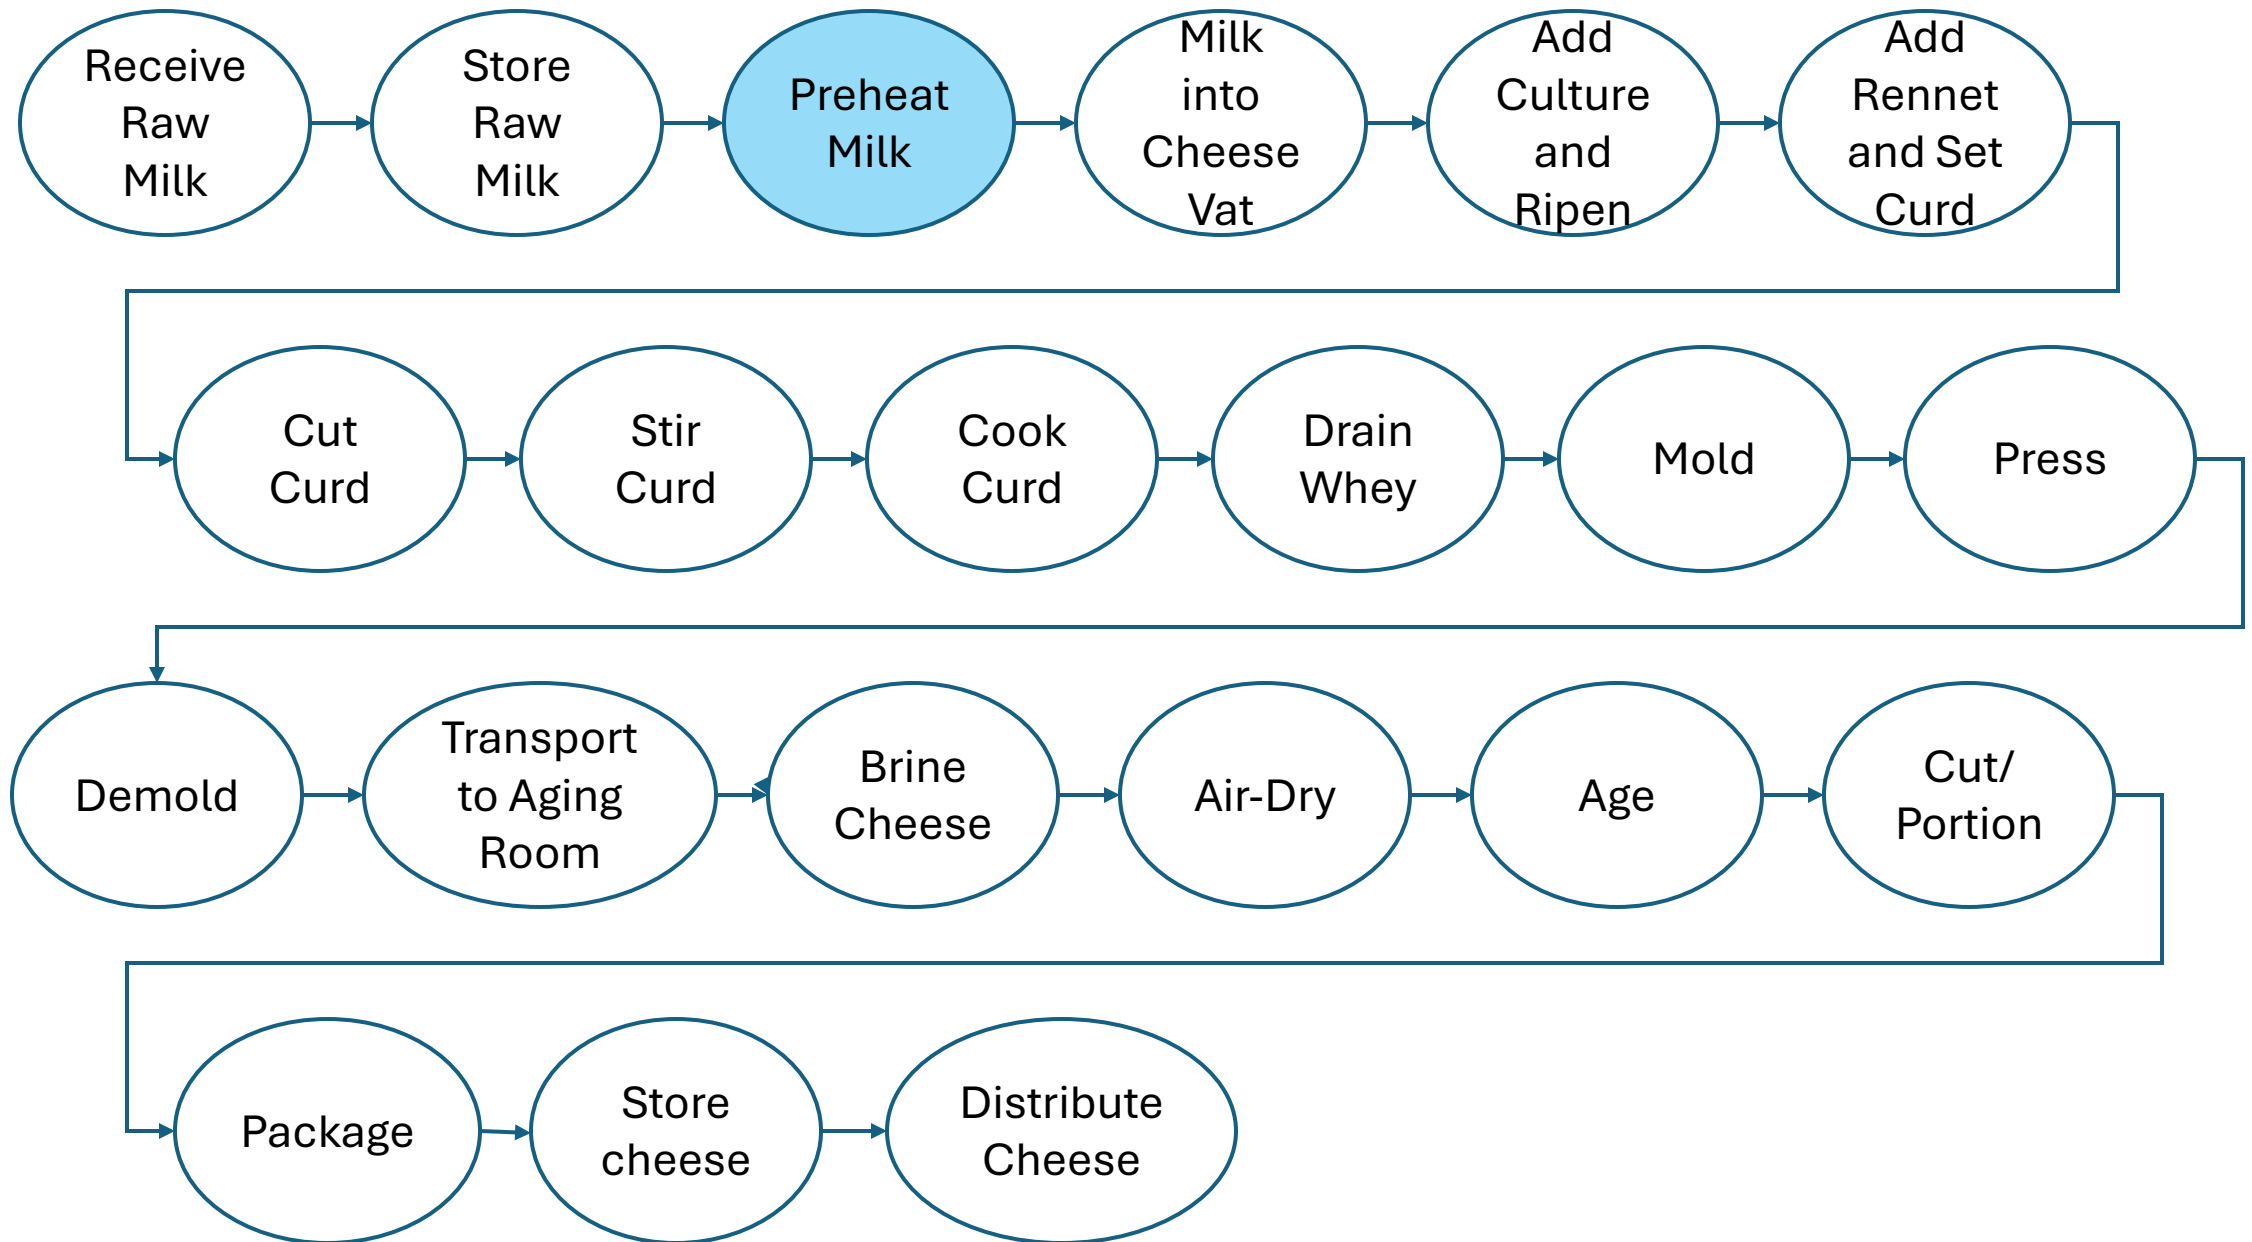 Receive
Raw
Milk
Store
Raw
Milk
Preheat
Milk
Milk
into
Cheese
Vat
Add
Culture
and
Ripen
Add
Rennet
and Set
Curd
Cut
Curd
Stir
Curd
Cook
Curd
Drain
Whey
Mold
Press
Demold
Transport
to Aging
Room
Brine
Cheese
Air-Dry
Age
Cut/
Portion
Package
Store
cheese
Distribute
Cheese